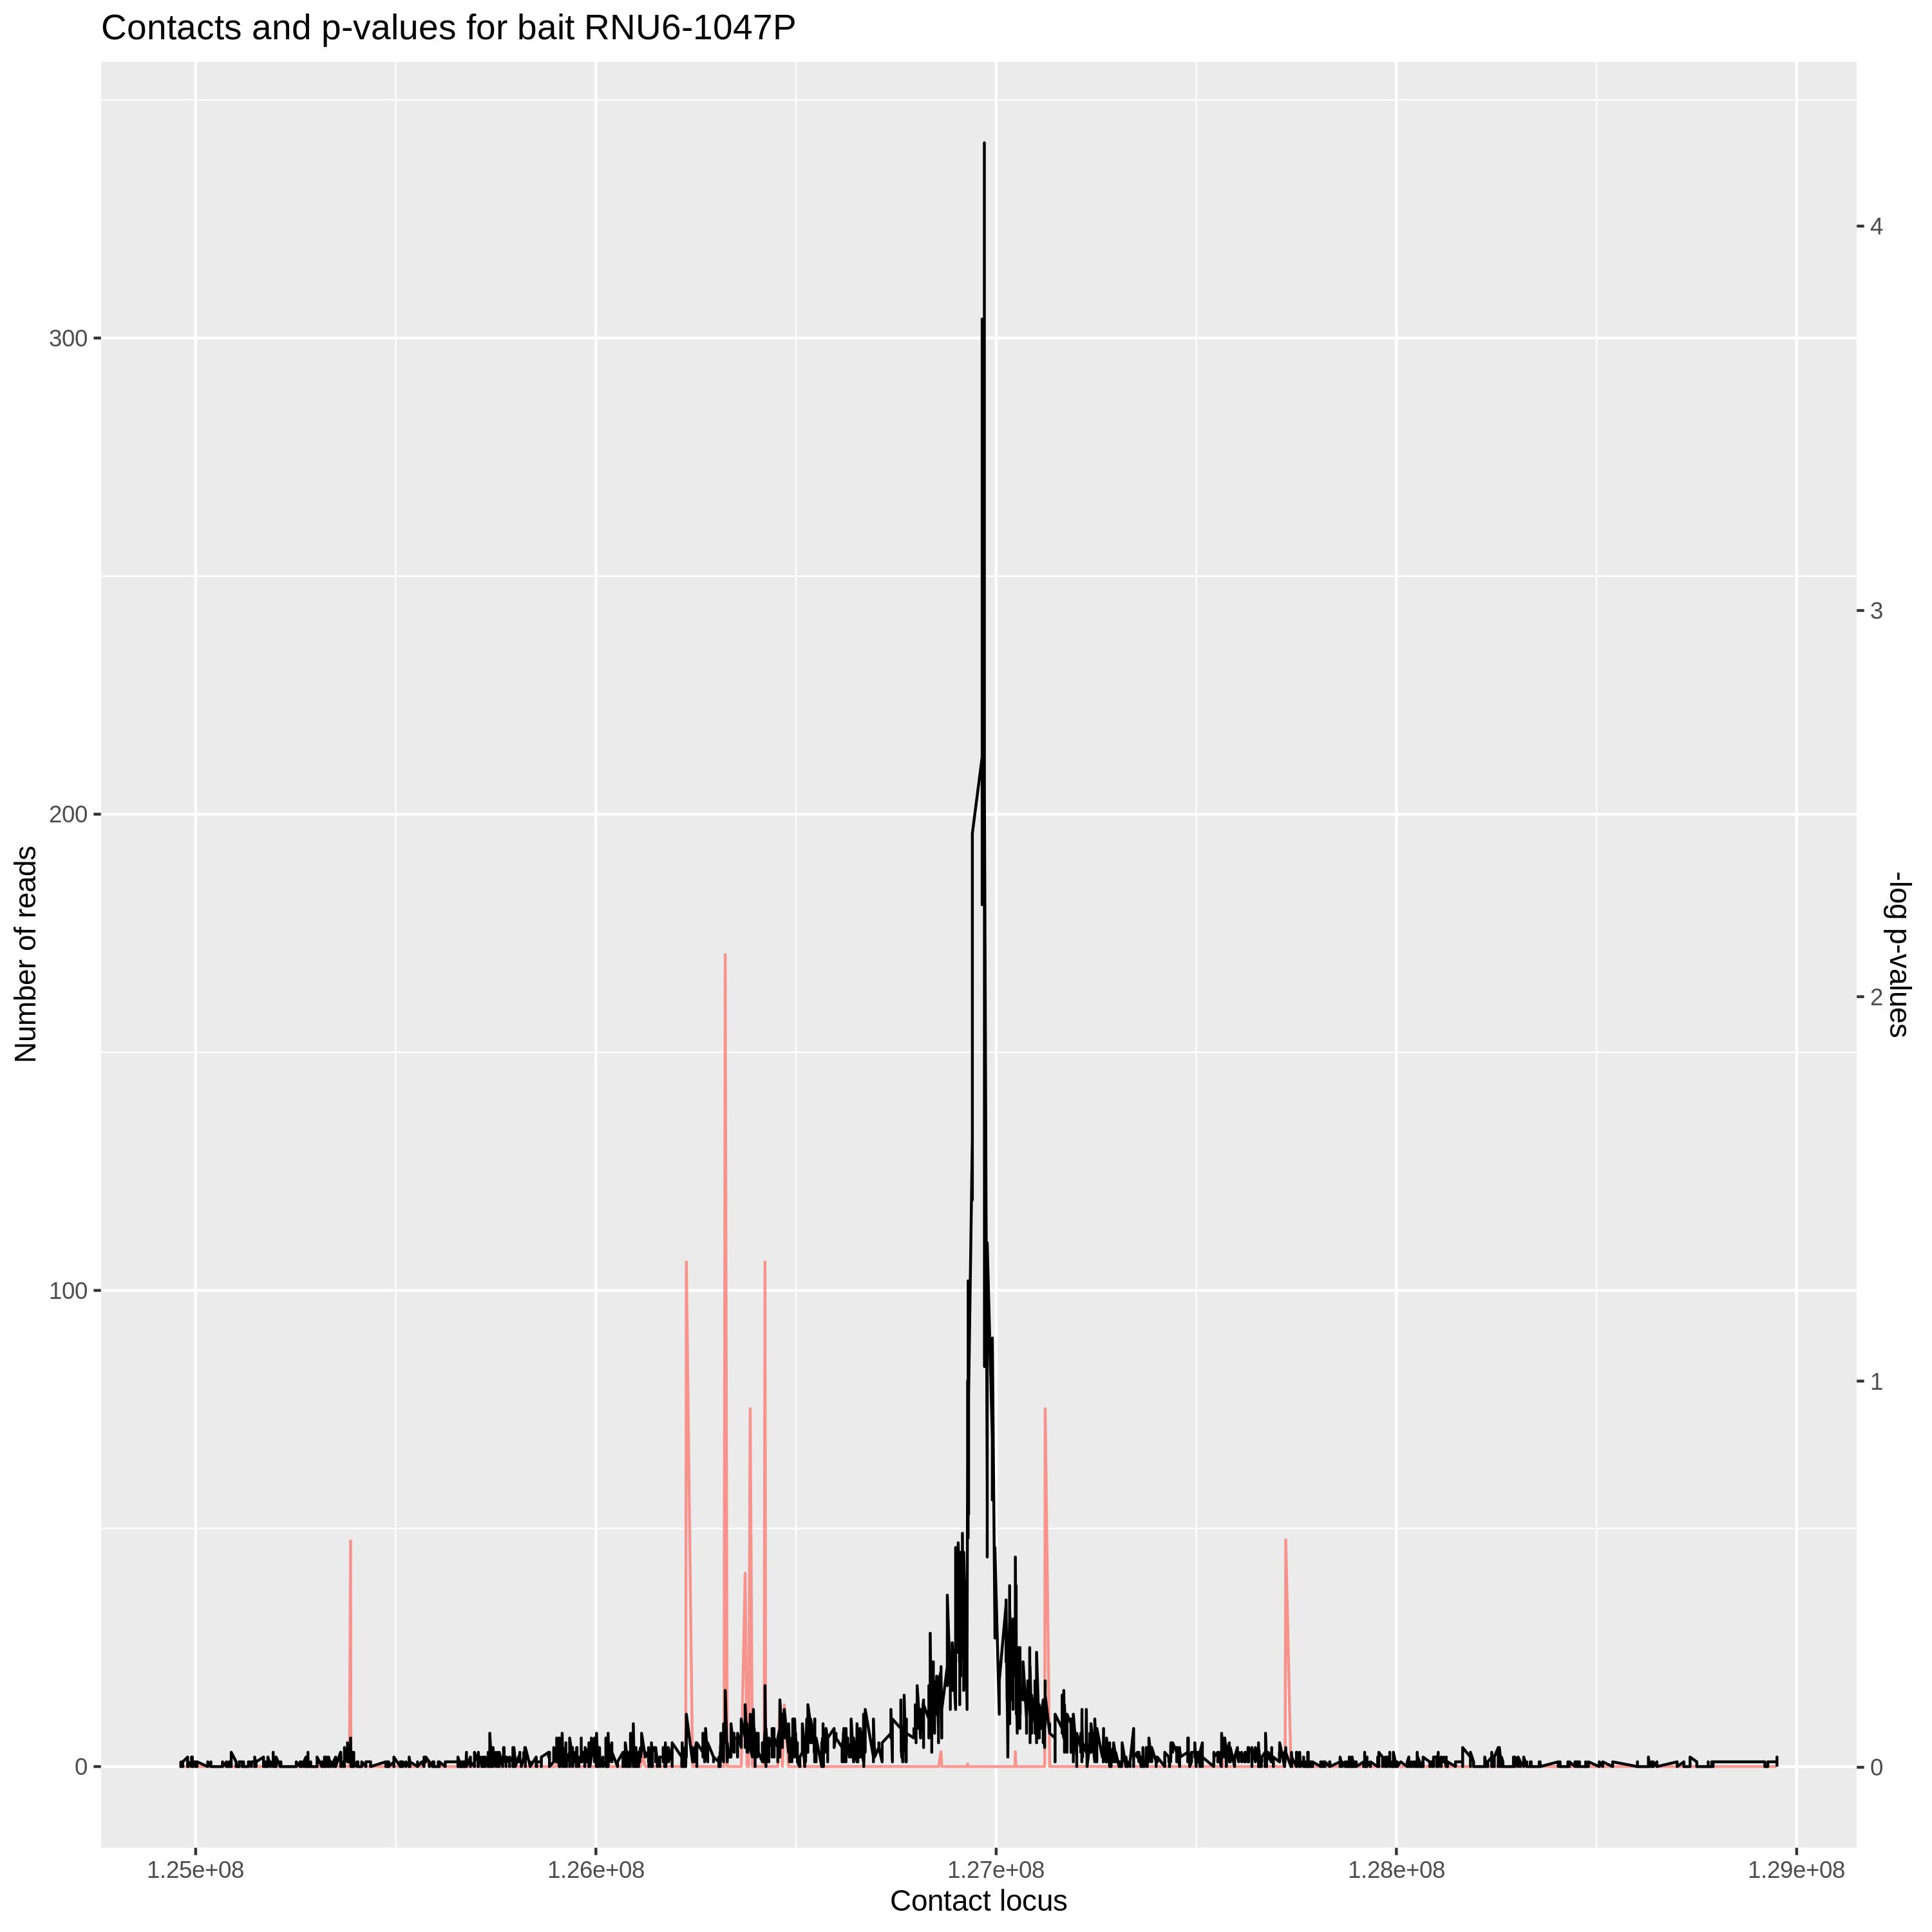 Contacts and p-values for bait RNU6-1047P
300
200
100
0
Number of reads
4
3
2
1
0
-log p-values
1.25e+08
1.26e+08
1.27e+08
1.28e+08
1.29e+08
Contact locus